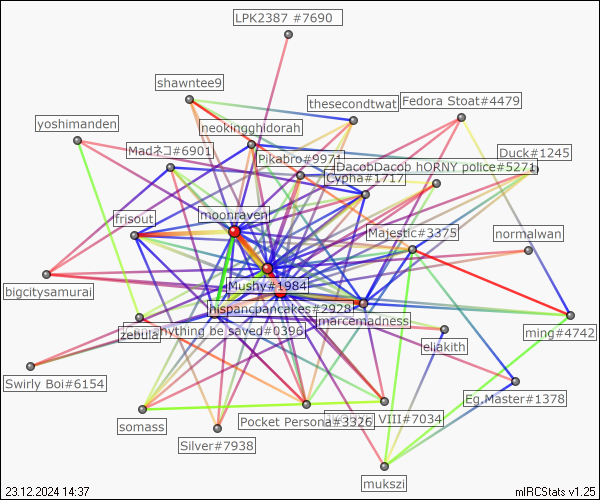 LPK2387 #7690
shawntee9
thesecondtwat
Fedora Stoat#4479
yoshimanden
neokingghidorah
Madネコ#6901
Pikabro#9971
Duck#1245
DacobDacob hORNY police#5271
Cypha#1717
frisout
moonraven
Majestic#3375
normalwan
bigcitysamurai
Mushy#1984
hispancpancakes#2928
marcemadness
zebula
ything be saved#0396
ming#4742
eliakith
Swirly Boi#6154
Eg.Master#1378
somass
Pocket Persona#3326
VIII#7034
Silver#7938
mukszi
23.12.2024 14:37
mIRCStats v1.25